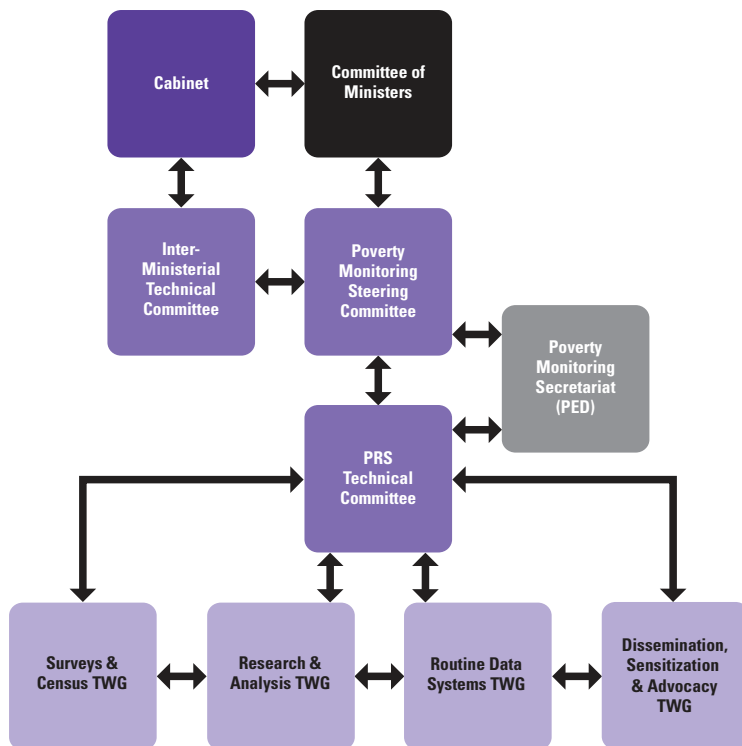 Cabinet
Committee of
Ministers
Inter-
Ministerial
Technical
Committee
Poverty
Monitoring
Steering
Committee
Poverty
Monitoring
Secretariat
(PED)
PRS
Technical
Committee
Surveys &
Census TWG
Research &
Analysis TWG
Routine Data
Systems TWG
Dissemination,
Sensitization
& Advocacy
TWG